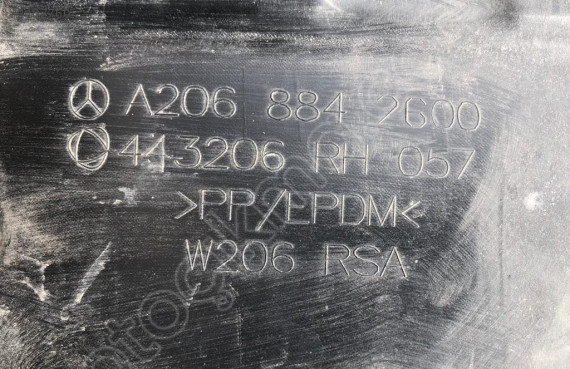 A206 884 2600
443206 RH 057
>PP/EPDM<
W206 RSA